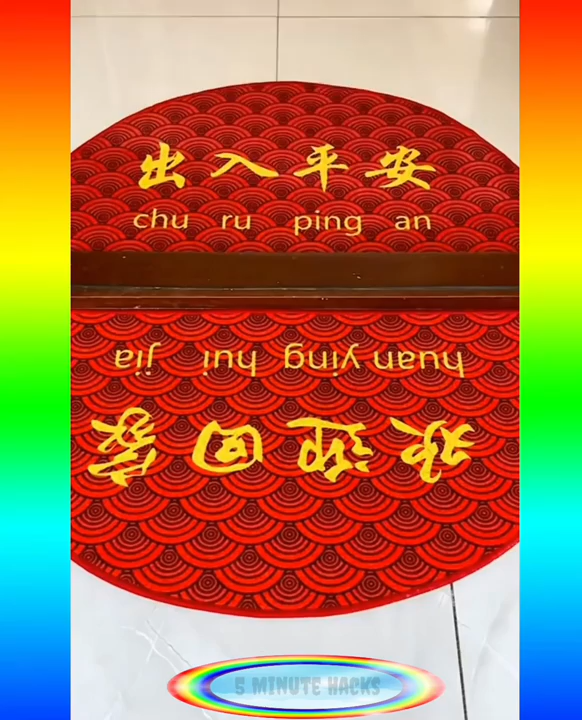 出入平安
chu ru ping an
huan ying hui jia
欢迎回家
5 MINUTE HACKS